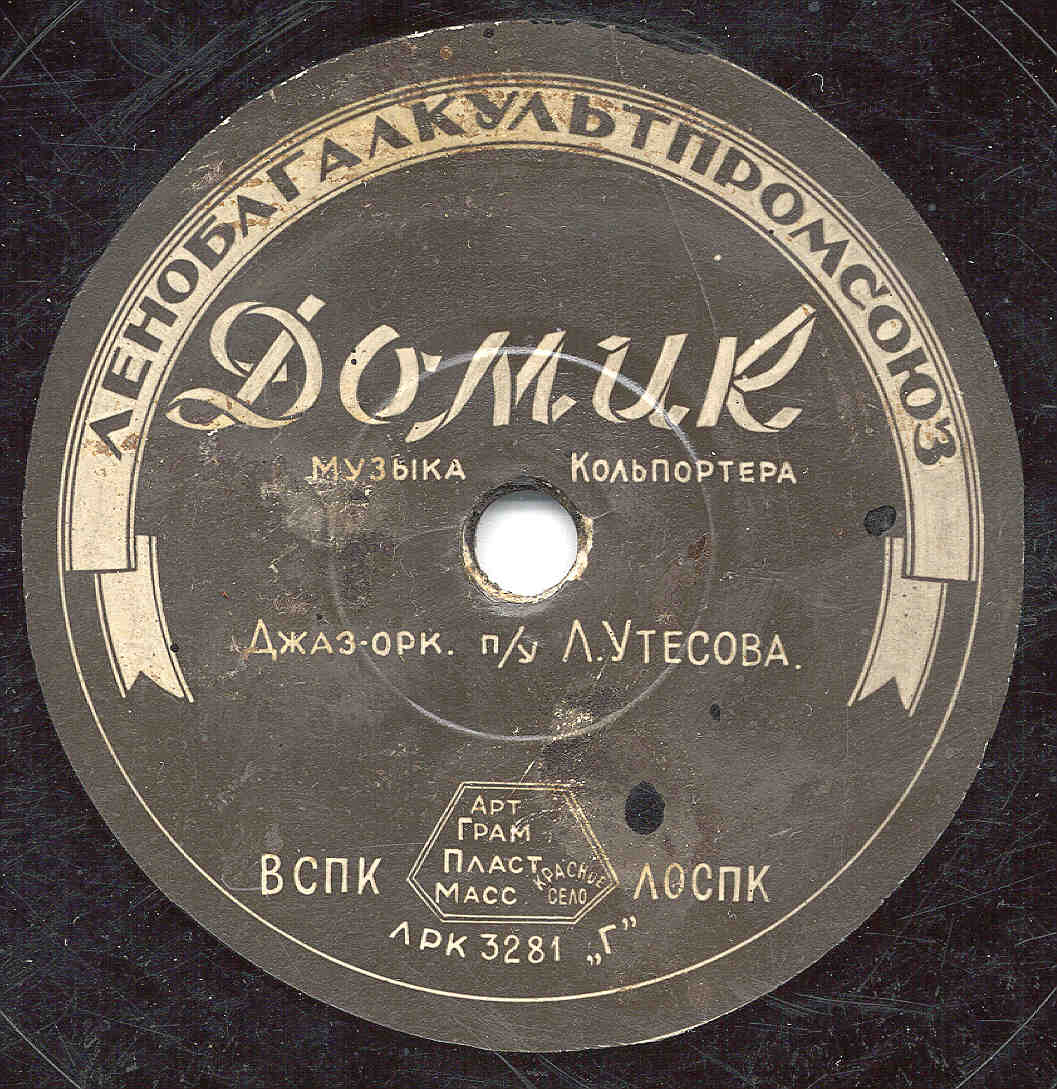 ЛЕНОБЛГАЛКУЛЬТПРОМСОЮЗ
Домик
Музыка Кольпортера
Джаз-орк. п/у Л. Утесова.
АРТ
ГРАМ
ПЛАСТ
МАСС
КРАСНОЕ
СЕЛО
ВСПК ЛОСПК
ЛРК 3281 „Г”